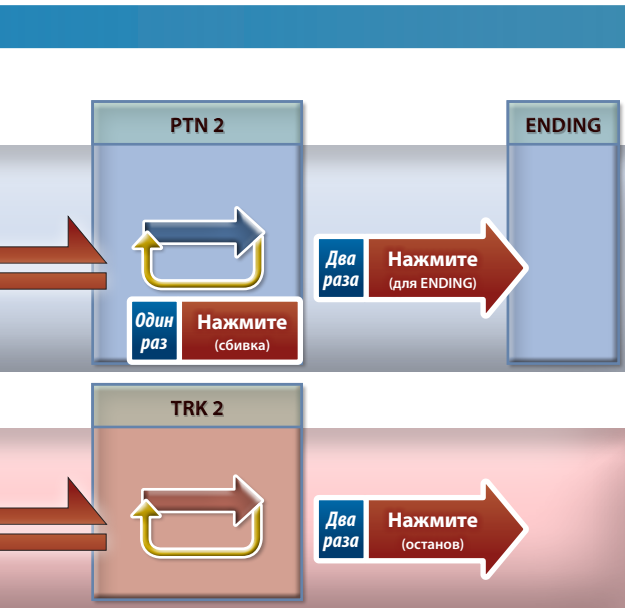 PTN 2
ENDING
Два
раза
Нажмите
(для ENDING)
Один
раз
Нажмите
(сбивка)
TRK 2
Два
раза
Нажмите
(останов)